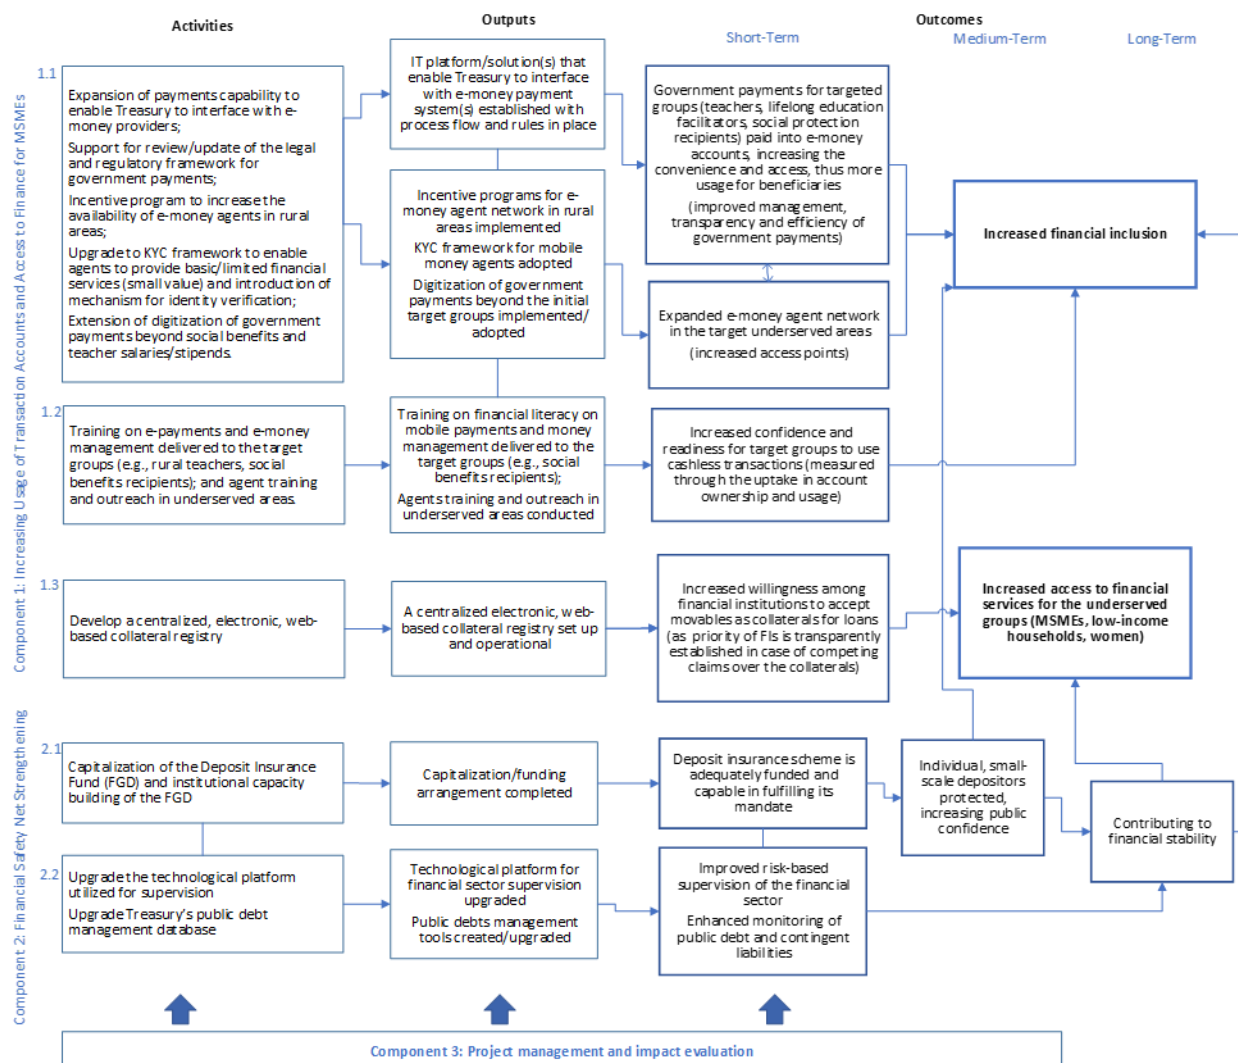 Activities
Outputs
Outcomes
Short-Term
Medium-Term
Long-Term
Component 1: Increasing Usage of Transaction Accounts and Access to Finance for MSMEs
1.1
Expansion of payments capability to
enable Treasury to interface with e-
money providers;
Support for review/update of the legal
and regulatory framework for
government payments;
Incentive program to increase the
availability of e-money agents in rural
areas;
Upgrade to KYC framework to enable
agents to provide basic/limited financial
services (small value) and introduction of
mechanism for identity verification;
Extension of digitization of government
payments beyond social benefits and
teacher salaries/stipends.
IT platform/solution(s) that
enable Treasury to interface
with e-money payment
system(s) established with
process flow and rules in place
Incentive programs for e-
money agent network in rural
areas implemented
KYC framework for mobile
money agents adopted
Digitization of government
payments beyond the initial
target groups implemented/
adopted
Government payments for targeted
groups (teachers, lifelong education
facilitators, social protection
recipients) paid into e-money
accounts, increasing the
convenience and access, thus more
usage for beneficiaries
(improved management,
transparency and efficiency of
government payments)
Expanded e-money agent network
in the target underserved areas
(increased access points)
Increased financial inclusion
1.2
Training on e-payments and e-money
management delivered to the target
groups (e.g., rural teachers, social
benefits recipients); and agent training
and outreach in underserved areas.
Training on financial literacy on
mobile payments and money
management delivered to the
target groups (e.g., social
benefits recipients);
Agents training and outreach in
underserved areas conducted
Increased confidence and
readiness for target groups to use
cashless transactions (measured
through the uptake in account
ownership and usage)
1.3
Develop a centralized, electronic, web-
based collateral registry
A centralized electronic, web-
based collateral registry set up
and operational
Increased willingness among
financial institutions to accept
movables as collaterals for loans
(as priority of FIs is transparently
established in case of competing
claims over the collaterals)
Increased access to financial
services for the underserved
groups (MSMEs, low-income
households, women)
Component 2: Financial Safety Net Strengthening
2.1
Capitalization of the Deposit Insurance
Fund (FGD) and institutional capacity
building of the FGD
Capitalization/funding
arrangement completed
Deposit insurance scheme is
adequately funded and
capable in fulfilling its
mandate
Individual, small-
scale depositors
protected,
increasing public
confidence
Contributing to
financial stability
2.2
Upgrade the technological platform
utilized for supervision
Upgrade Treasury's public debt
management database
Technological platform for
financial sector supervision
upgraded
Public debts management
tools created/upgraded
Improved risk-based
supervision of the financial
sector
Enhanced monitoring of
public debt and contingent
liabilities
Component 3: Project management and impact evaluation